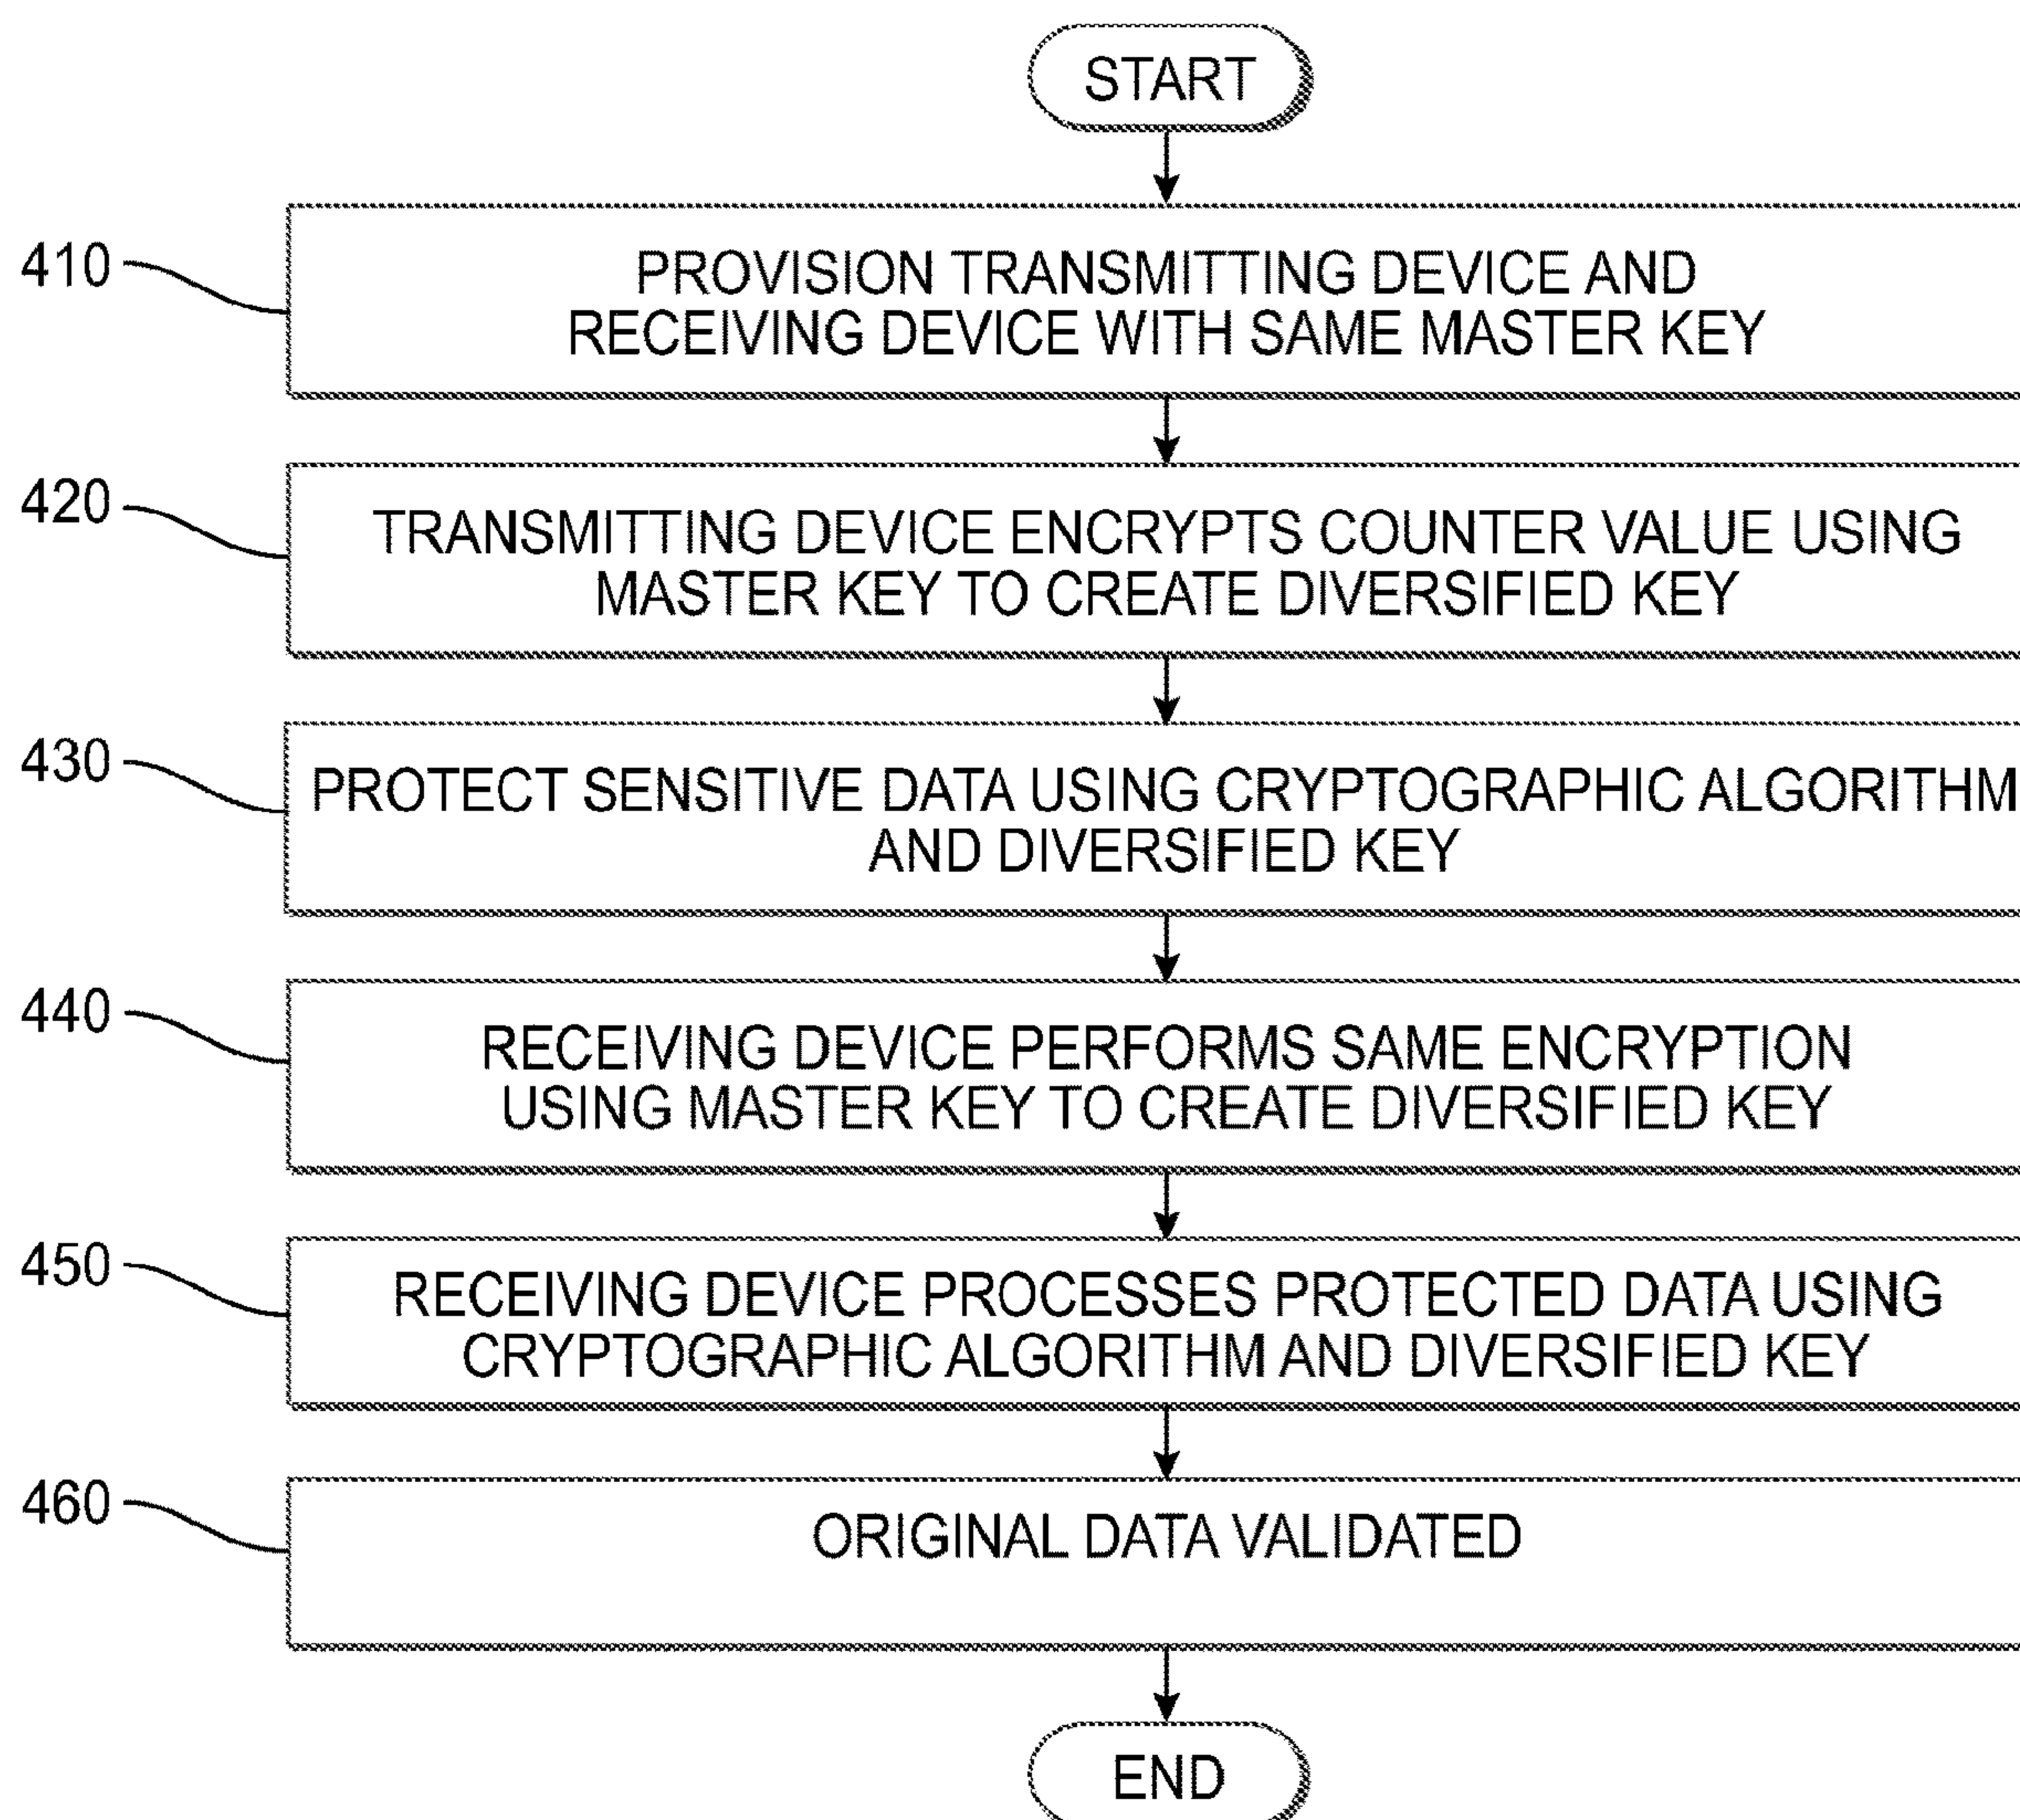 START
410
PROVISION TRANSMITTING DEVICE AND
RECEIVING DEVICE WITH SAME MASTER KEY
420
TRANSMITTING DEVICE ENCRYPTS COUNTER VALUE USING
MASTER KEY TO CREATE DIVERSIFIED KEY
430
PROTECT SENSITIVE DATA USING CRYPTOGRAPHIC ALGORITHM
AND DIVERSIFIED KEY
440
RECEIVING DEVICE PERFORMS SAME ENCRYPTION
USING MASTER KEY TO CREATE DIVERSIFIED KEY
450
RECEIVING DEVICE PROCESSES PROTECTED DATA USING
CRYPTOGRAPHIC ALGORITHM AND DIVERSIFIED KEY
460
ORIGINAL DATA VALIDATED
END